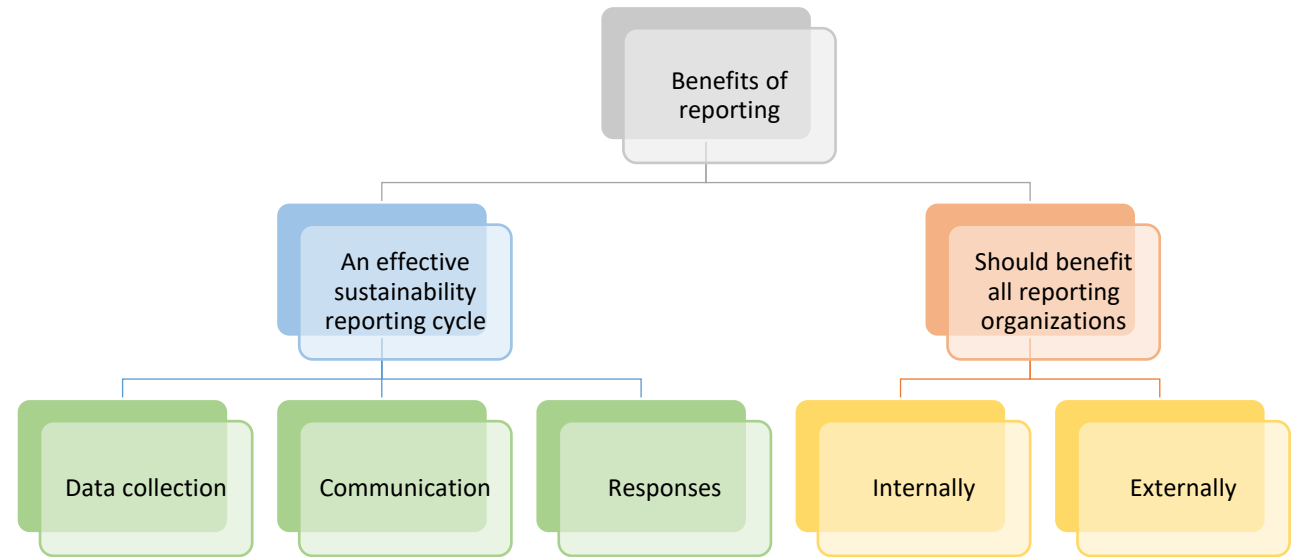 Benefits of
reporting
An effective
sustainability
reporting cycle
Should benefit
all reporting
organizations
Data collection
Communication
Responses
Internally
Externally